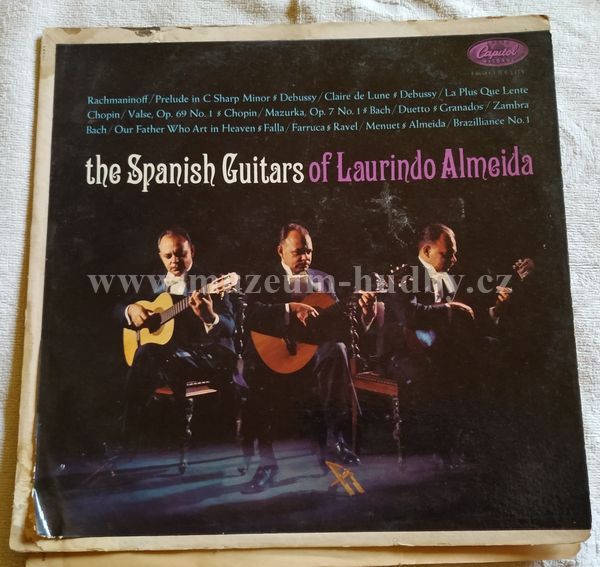 Capitol
Rachmaninoff/Prelude in C Sharp Minor § Debussy/Claire de Lune § Debussy/La Plus Que Lente
Chopin/Valse, Op. 69 No. 1 § Chopin/Mazurka, Op. 7 No. 1 § Bach/Duetto § Granados/Zambra
Bach/Our Father Who Art in Heaven § Falla/Farruca § Ravel/Menuet § Almeida/Brazilliance No. 1
the Spanish Guitars of Laurindo Almeida
www.muzeum-hudby.cz